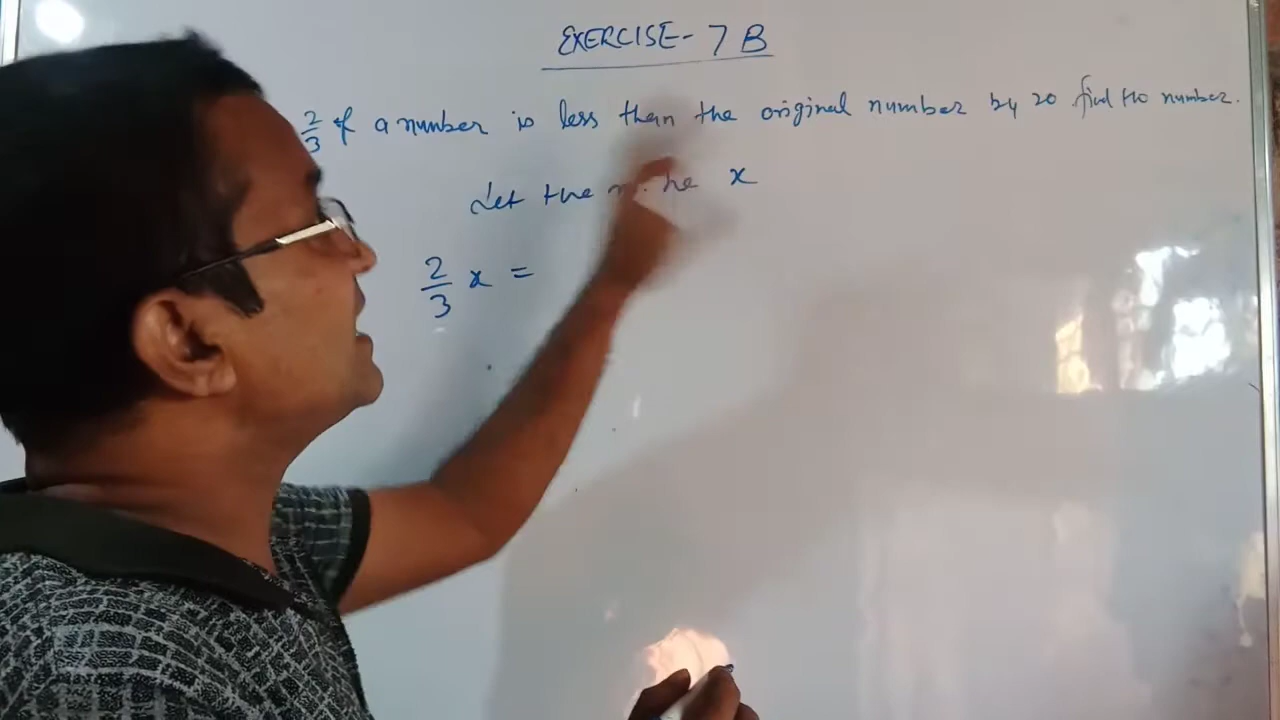 EXERCISE- 7 B
2/3 of a number is less than the original number by 20 find the number.
Let the be x
2/3 x =